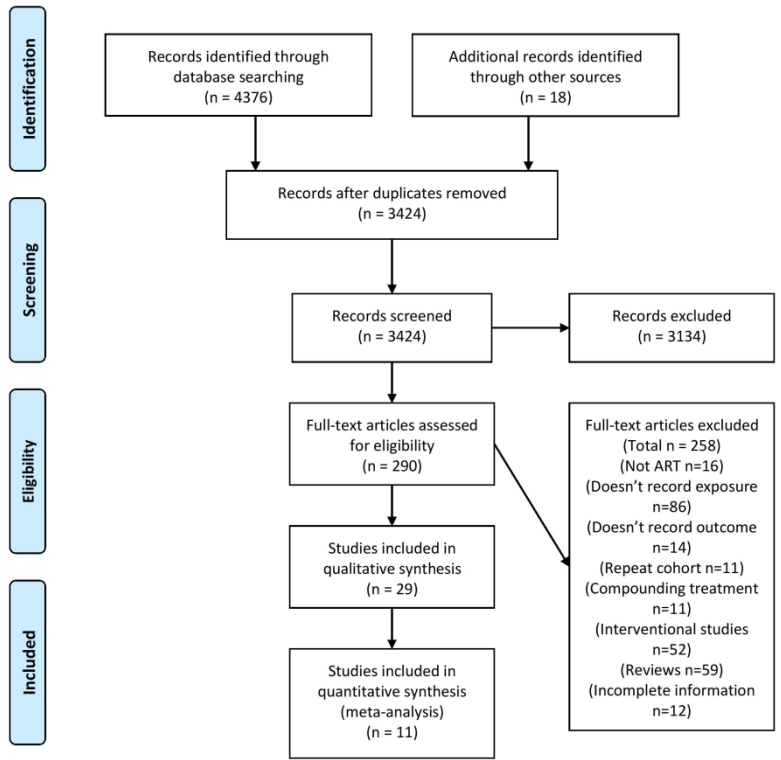 Identification
Records identified through
database searching
(n = 4376)
Additional records identified
through other sources
(n = 18)
Records after duplicates removed
(n = 3424)
Screening
Records screened
(n = 3424)
Records excluded
(n = 3134)
Eligibility
Full-text articles assessed
for eligibility
(n = 290)
Full-text articles excluded
(Total n = 258)
(Not ART n=16)
(Doesn’t record exposure
n=86)
(Doesn’t record outcome
n=14)
(Repeat cohort n=11)
(Compounding treatment
n=11)
(Interventional studies
n=52)
(Reviews n=59)
(Incomplete information
n=12)
Studies included in
qualitative synthesis
(n = 29)
Included
Studies included in
quantitative synthesis
(meta-analysis)
(n = 11)